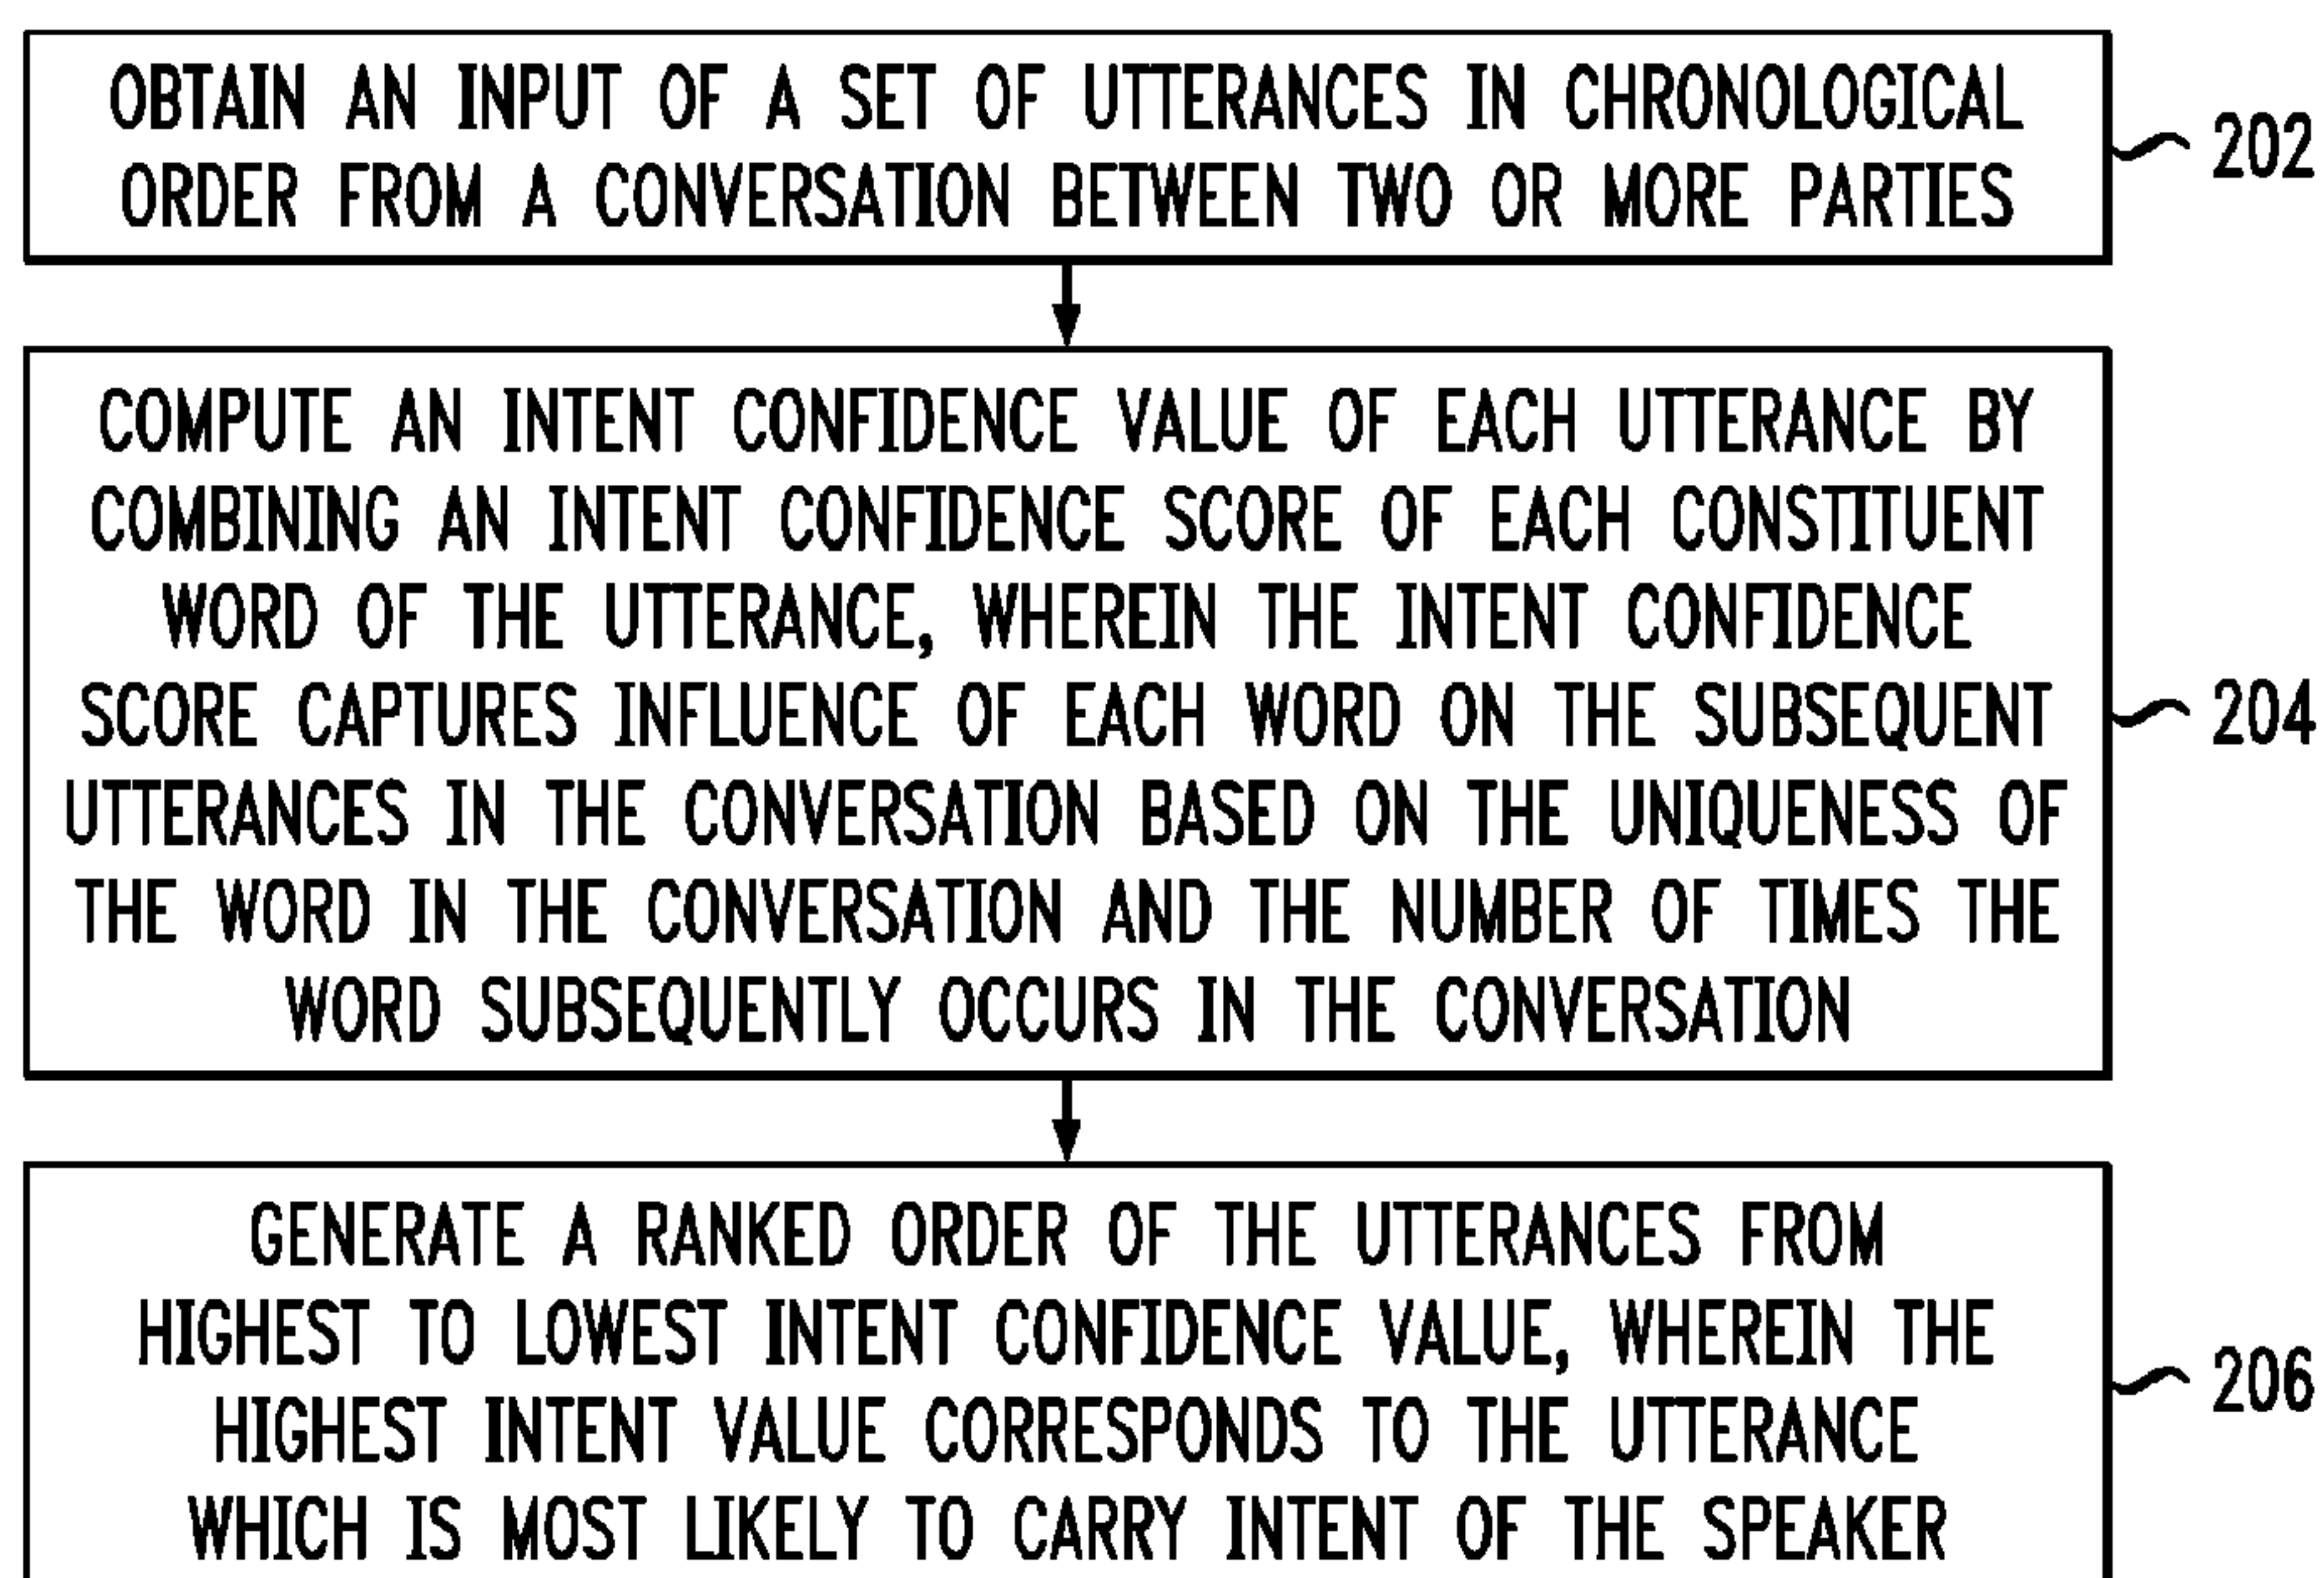 OBTAIN AN INPUT OF A SET OF UTTERANCES IN CHRONOLOGICAL
ORDER FROM A CONVERSATION BETWEEN TWO OR MORE PARTIES
202
COMPUTE AN INTENT CONFIDENCE VALUE OF EACH UTTERANCE BY
COMBINING AN INTENT CONFIDENCE SCORE OF EACH CONSTITUENT
WORD OF THE UTTERANCE, WHEREIN THE INTENT CONFIDENCE
SCORE CAPTURES INFLUENCE OF EACH WORD ON THE SUBSEQUENT
UTTERANCES IN THE CONVERSATION BASED ON THE UNIQUENESS OF
THE WORD IN THE CONVERSATION AND THE NUMBER OF TIMES THE
WORD SUBSEQUENTLY OCCURS IN THE CONVERSATION
204
GENERATE A RANKED ORDER OF THE UTTERANCES FROM
HIGHEST TO LOWEST INTENT CONFIDENCE VALUE, WHEREIN THE
HIGHEST INTENT VALUE CORRESPONDS TO THE UTTERANCE
WHICH IS MOST LIKELY TO CARRY INTENT OF THE SPEAKER
206